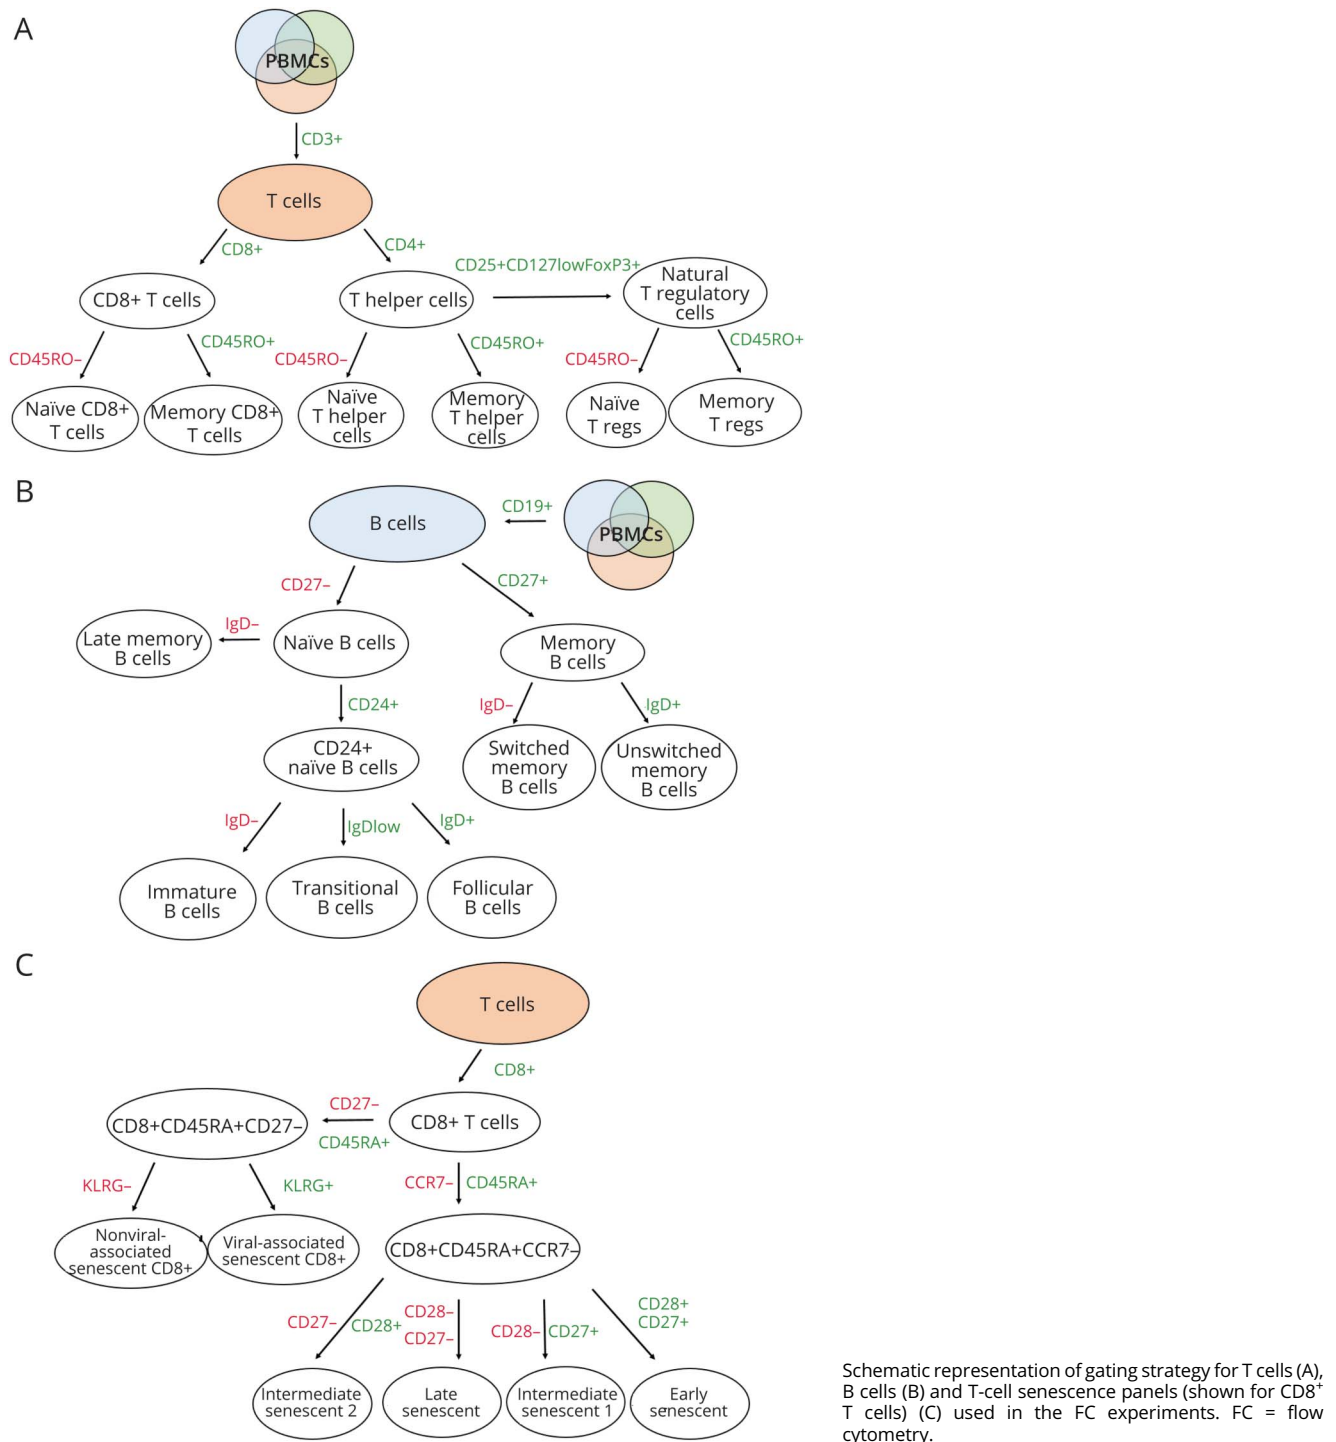 A
PBMCs
CD3+
T cells
CD8+
CD4+
CD25+CD127lowFoxP3+
CD8+ T cells
T helper cells
Natural
T regulatory
cells
CD45RO–
CD45RO+
CD45RO–
CD45RO+
CD45RO–
CD45RO+
Naïve CD8+
T cells
Memory CD8+
T cells
Naïve
T helper
cells
Memory
T helper
cells
Naïve
T regs
Memory
T regs
B
B cells
CD19+
PBMCs
CD27–
CD27+
Late memory
B cells
IgD–
Naïve B cells
Memory
B cells
CD24+
IgD–
IgD+
CD24+
naïve B cells
Switched
memory
B cells
Unswitched
memory
B cells
IgD–
IgDlow
IgD+
Immature
B cells
Transitional
B cells
Follicular
B cells
C
T cells
CD8+
CD8+CD45RA+CD27–
CD27–
CD45RA+
CD8+ T cells
KLRG–
KLRG+
CCR7–
CD45RA+
Nonviral-
associated
senescent CD8+
Viral-associated
senescent CD8+
CD8+CD45RA+CCR7–
CD27–
CD28+
CD28–
CD27–
CD28–
CD27+
CD28+
CD27+
Intermediate
senescent 2
Late
senescent
Intermediate
senescent 1
Early
senescent
Schematic representation of gating strategy for T cells (A),
B cells (B) and T-cell senescence panels (shown for CD8⁺
T cells) (C) used in the FC experiments. FC = flow
cytometry.